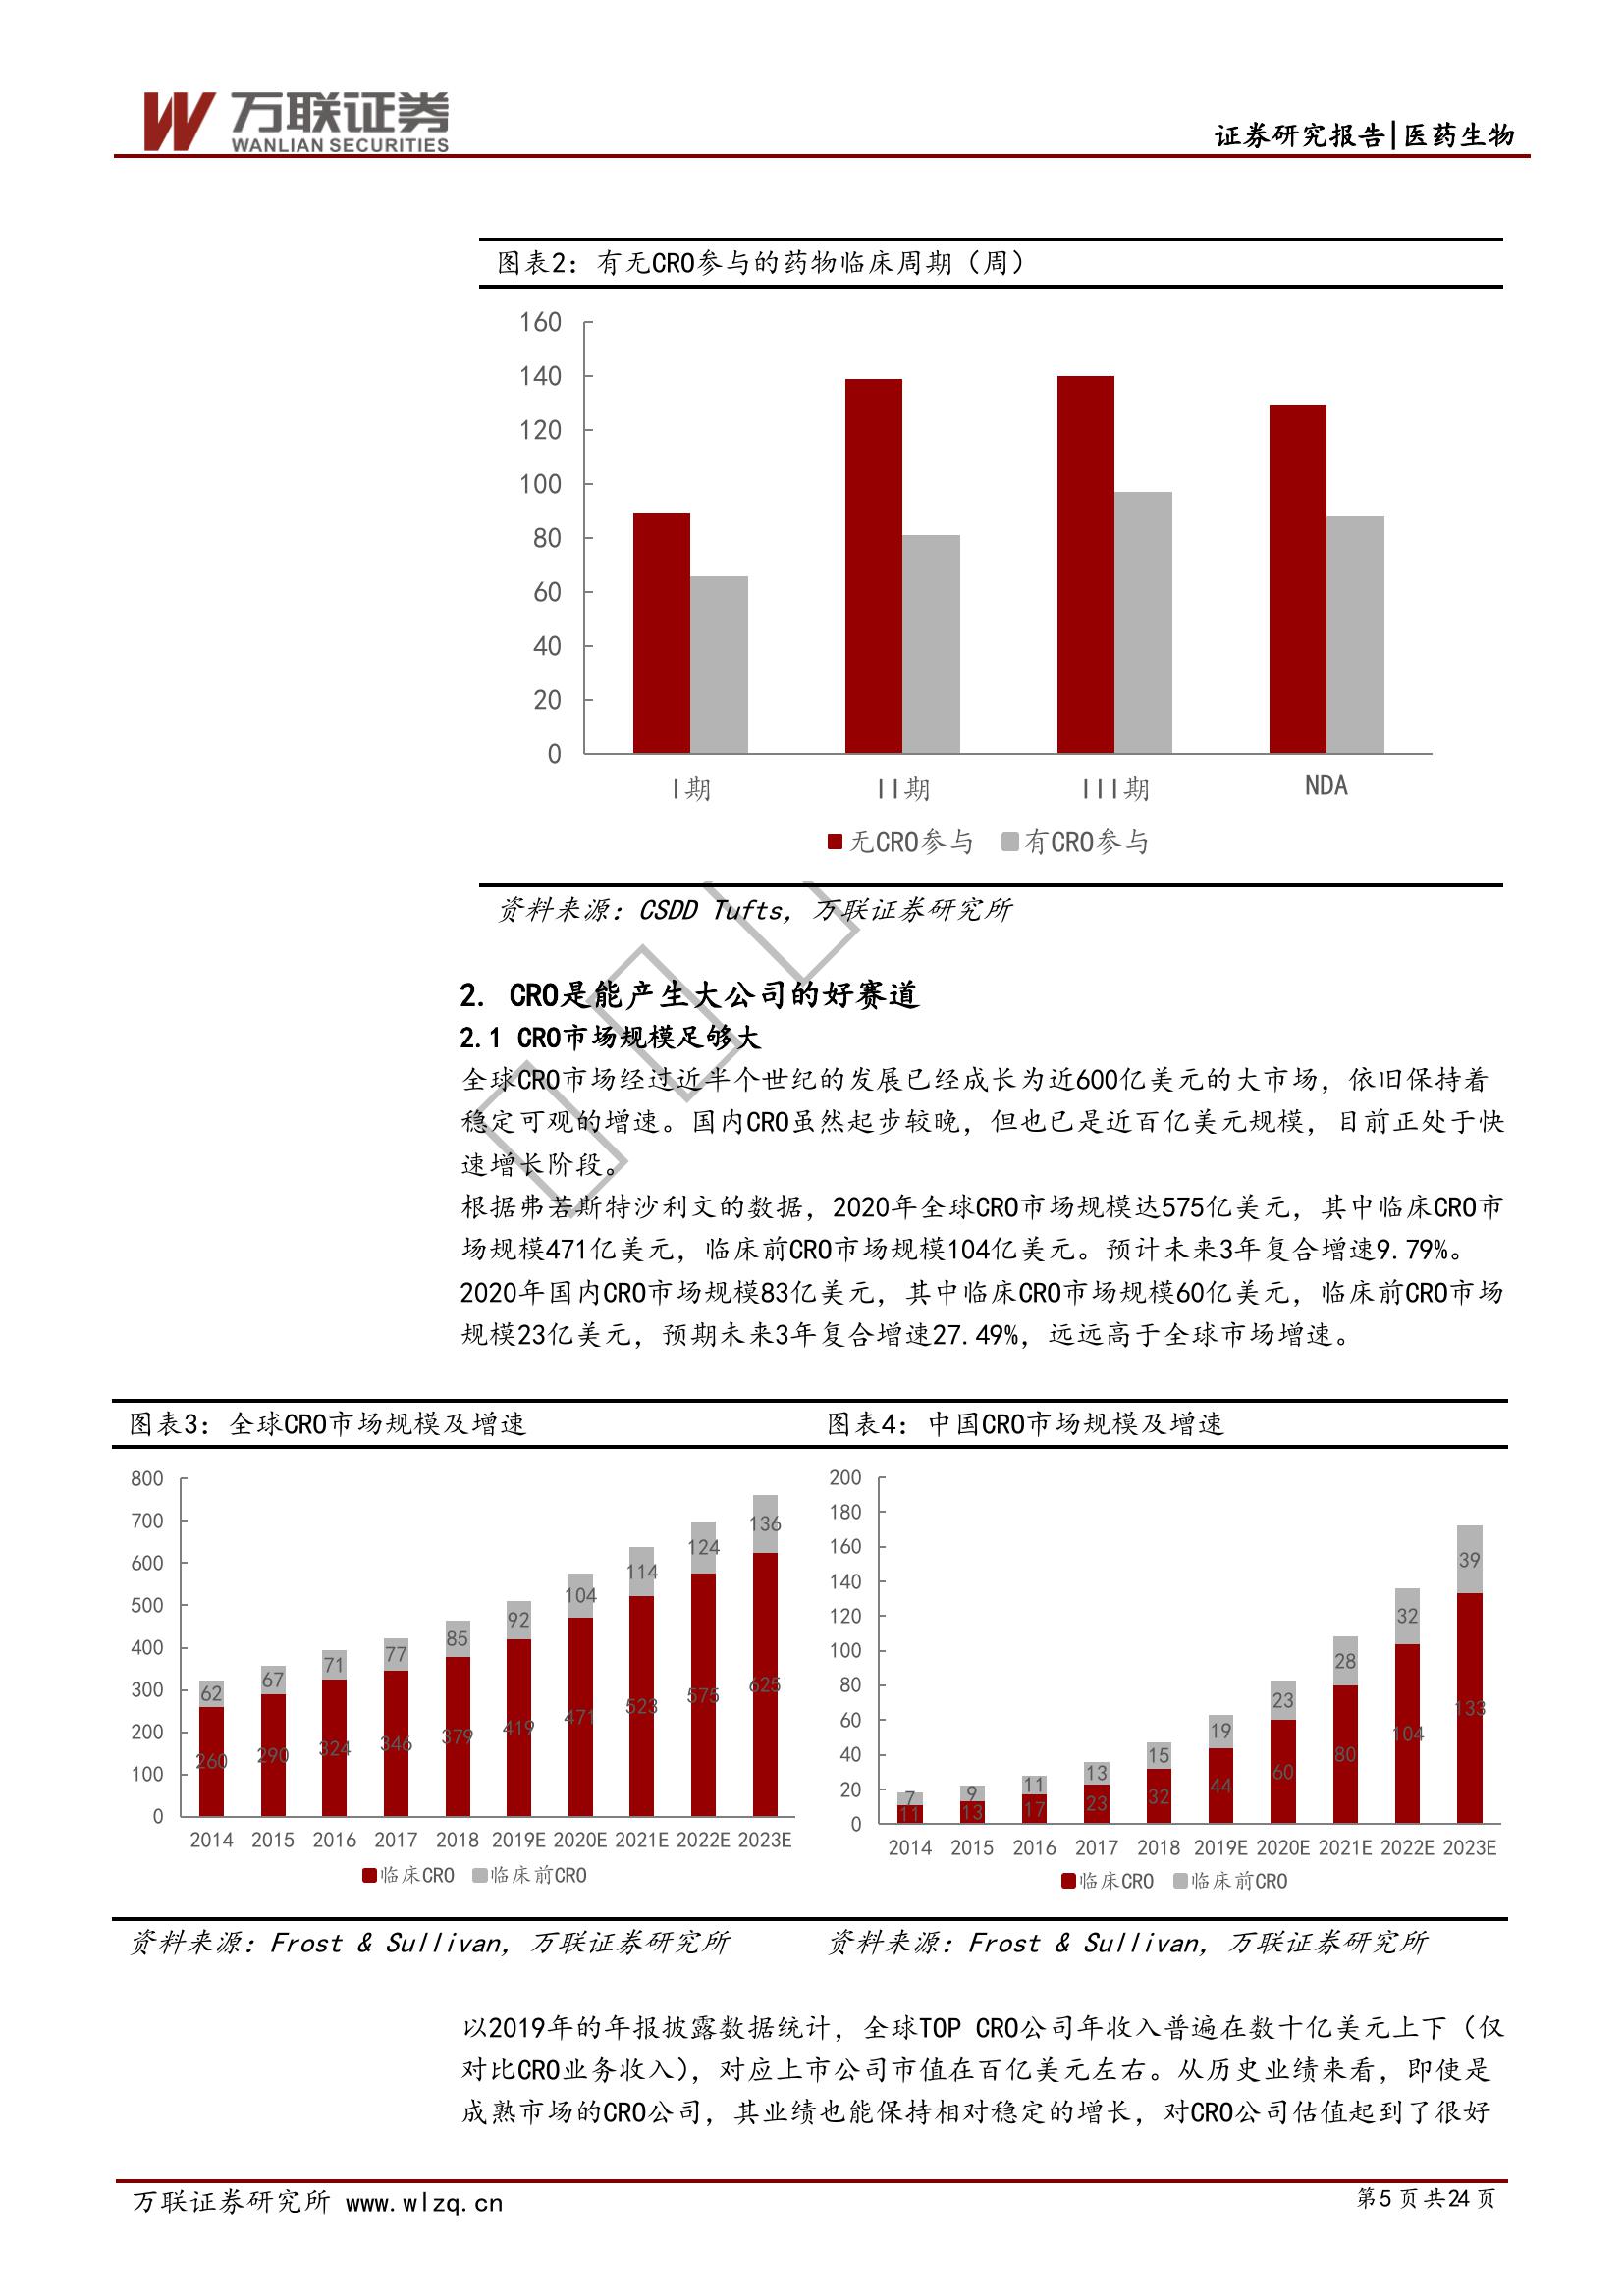 万联证券
WANLIAN SECURITIES
证券研究报告|医药生物
图表2：有无CRO参与的药物临床周期（周）
160
140
120
100
80
60
40
20
0
I期 II期 III期 NDA
无CRO参与 有CRO参与
资料来源：CSDD Tufts，万联证券研究所
2. CRO是能产生大公司的好赛道
2.1 CRO市场规模足够大
全球CRO市场经过近半个世纪的发展已经成长为近600亿美元的大市场，依旧保持着
稳定可观的增速。国内CRO虽然起步较晚，但也已是近百亿美元规模，目前正处于快
速增长阶段。
根据弗若斯特沙利文的数据，2020年全球CRO市场规模达575亿美元，其中临床CRO市
场规模471亿美元，临床前CRO市场规模104亿美元。预计未来3年复合增速9.79%。
2020年国内CRO市场规模83亿美元，其中临床CRO市场规模60亿美元，临床前CRO市场
规模23亿美元，预期未来3年复合增速27.49%，远远高于全球市场增速。
图表3：全球CRO市场规模及增速
800
700
600
500
400
300
200
100
0
62 67 71 77 85 92 104 114 124 136
260 290 324 346 379 419 471 523 575 625
2014 2015 2016 2017 2018 2019E 2020E 2021E 2022E 2023E
临床CRO 临床前CRO
资料来源：Frost & Sullivan，万联证券研究所
图表4：中国CRO市场规模及增速
200
180
160
140
120
100
80
60
40
20
0
7 9 11 13 15 19 23 28 32 39
11 13 17 23 32 44 60 80 104 133
2014 2015 2016 2017 2018 2019E 2020E 2021E 2022E 2023E
临床CRO 临床前CRO
资料来源：Frost & Sullivan，万联证券研究所
以2019年的年报披露数据统计，全球TOP CRO公司年收入普遍在数十亿美元上下（仅
对比CRO业务收入），对应上市公司市值在百亿美元左右。从历史业绩来看，即使是
成熟市场的CRO公司，其业绩也能保持相对稳定的增长，对CRO公司估值起到了很好
万联证券研究所 www.wlzq.cn
第5页共24页